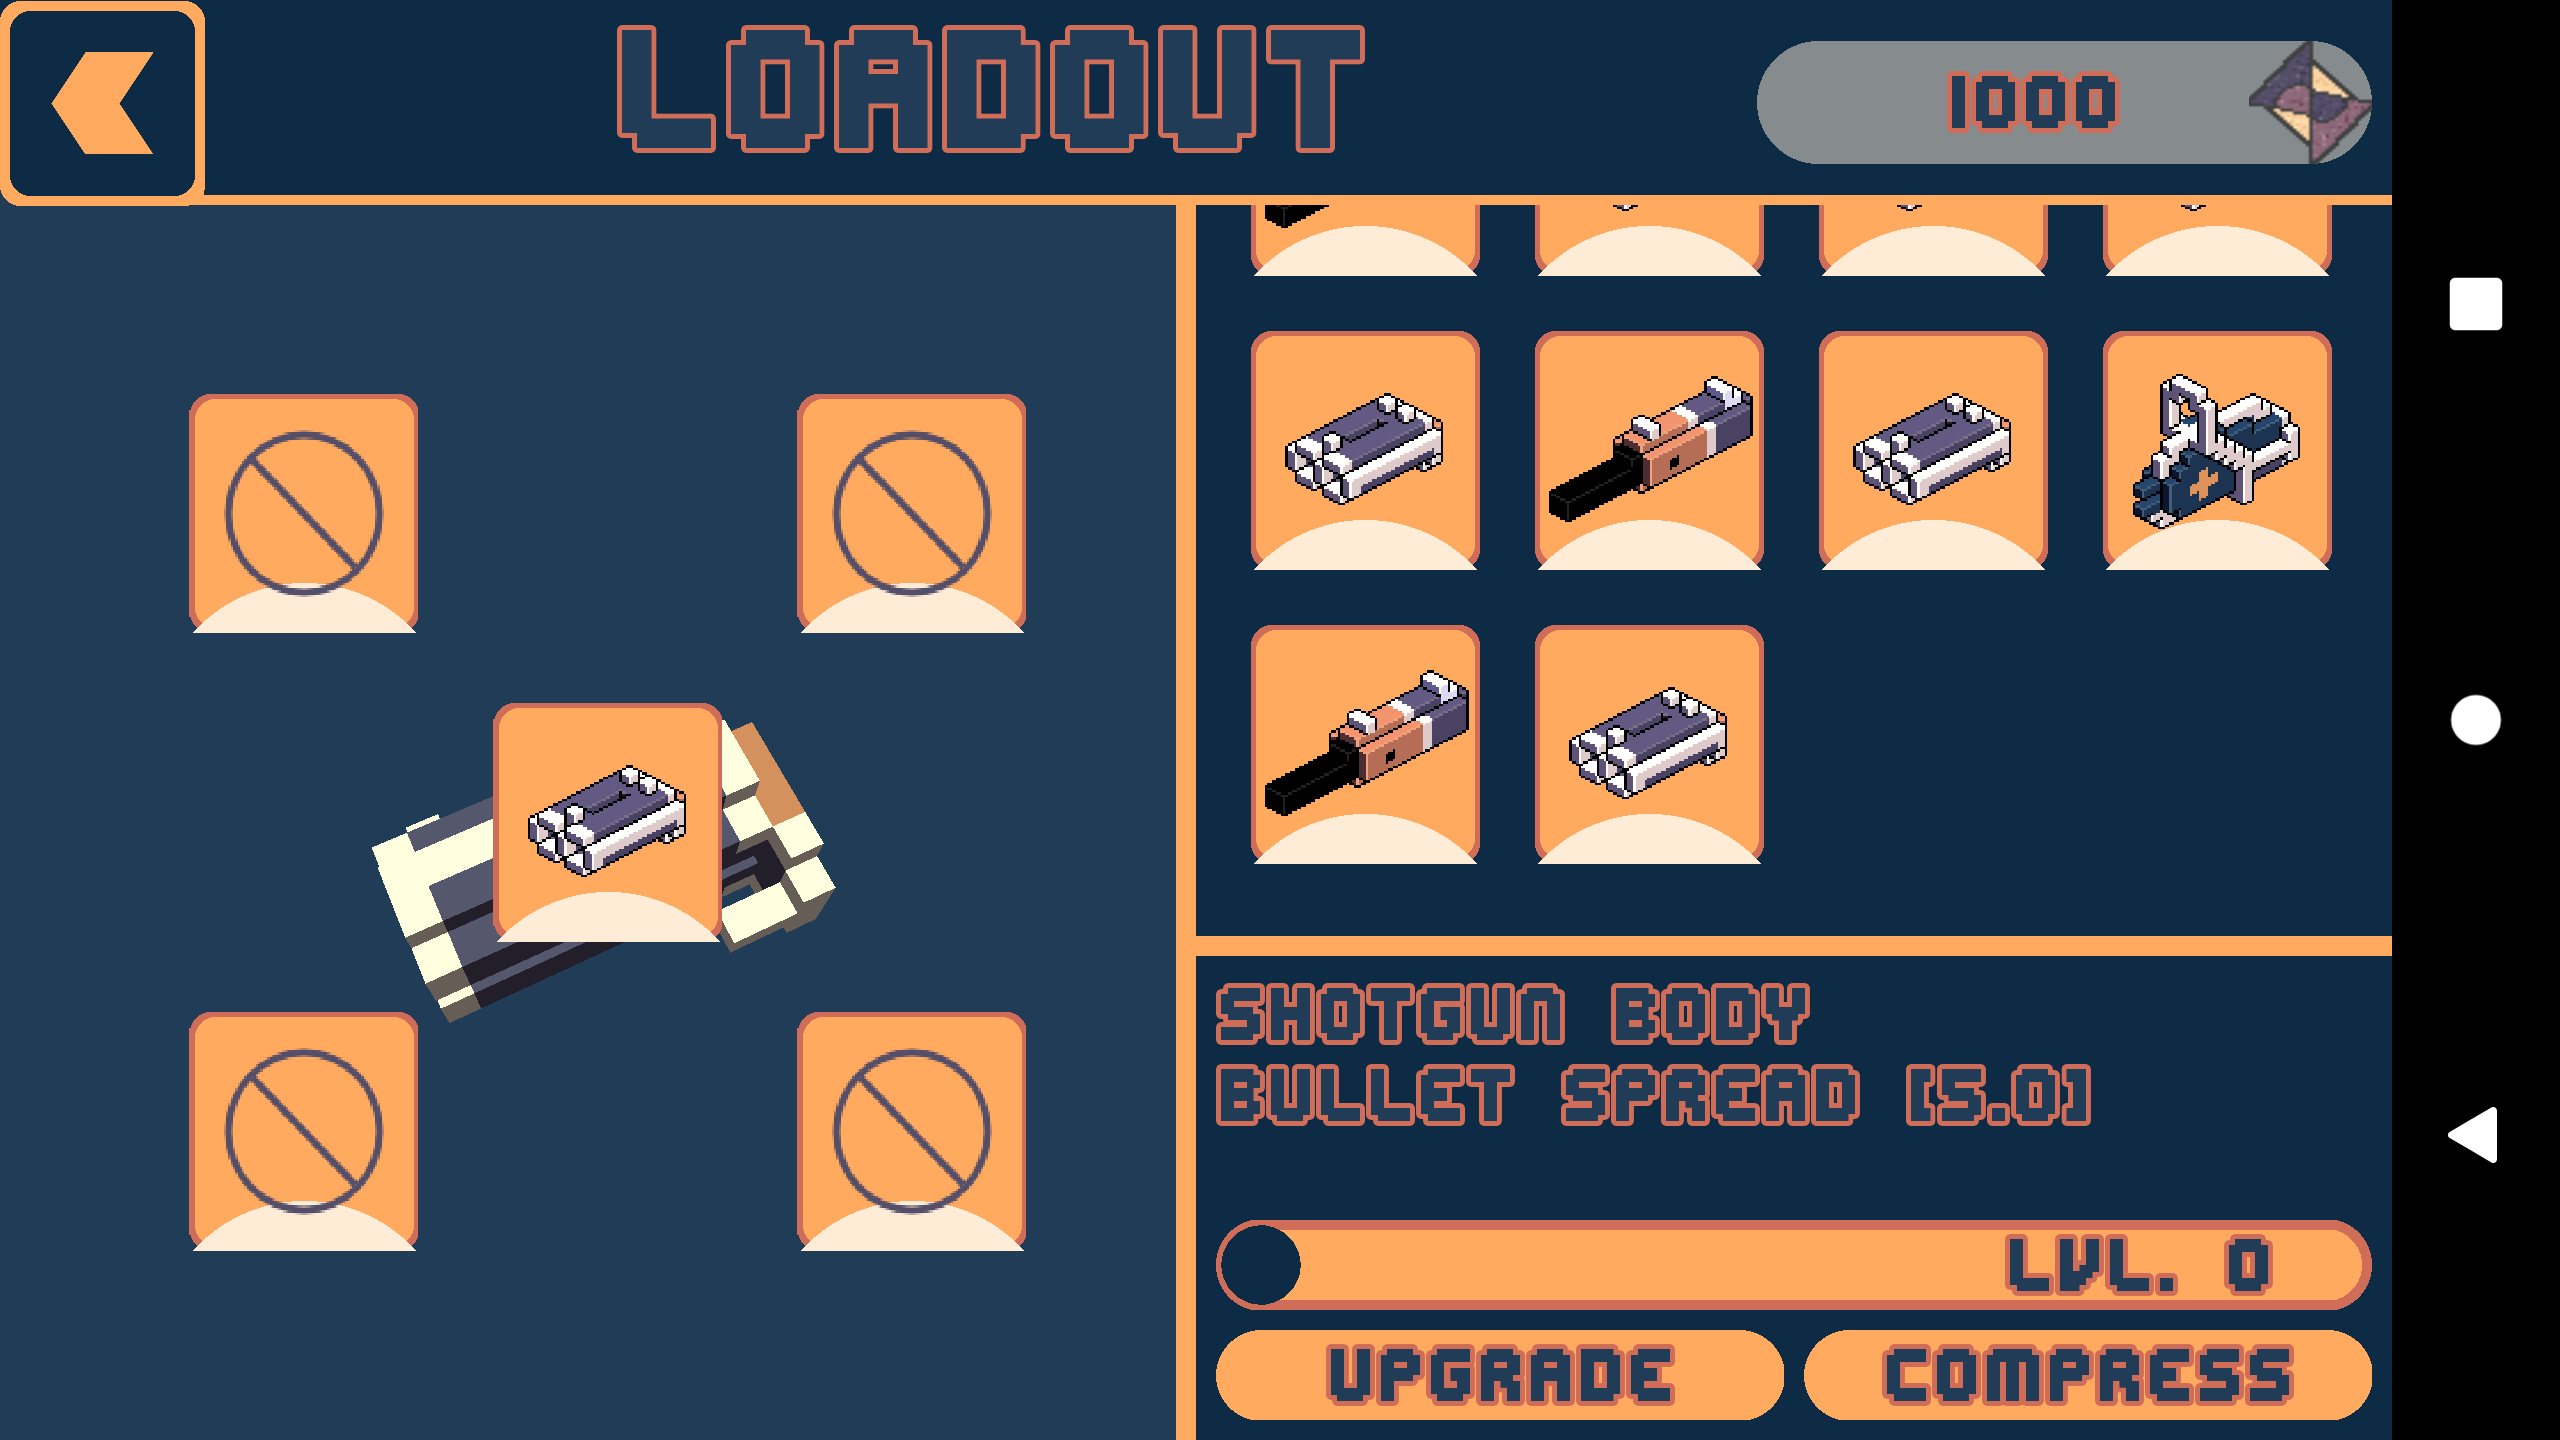 LOADOUT
1000
SHOTGUN BODY
BULLET SPREAD [5.0]
LVL. 0
UPGRADE
COMPRESS